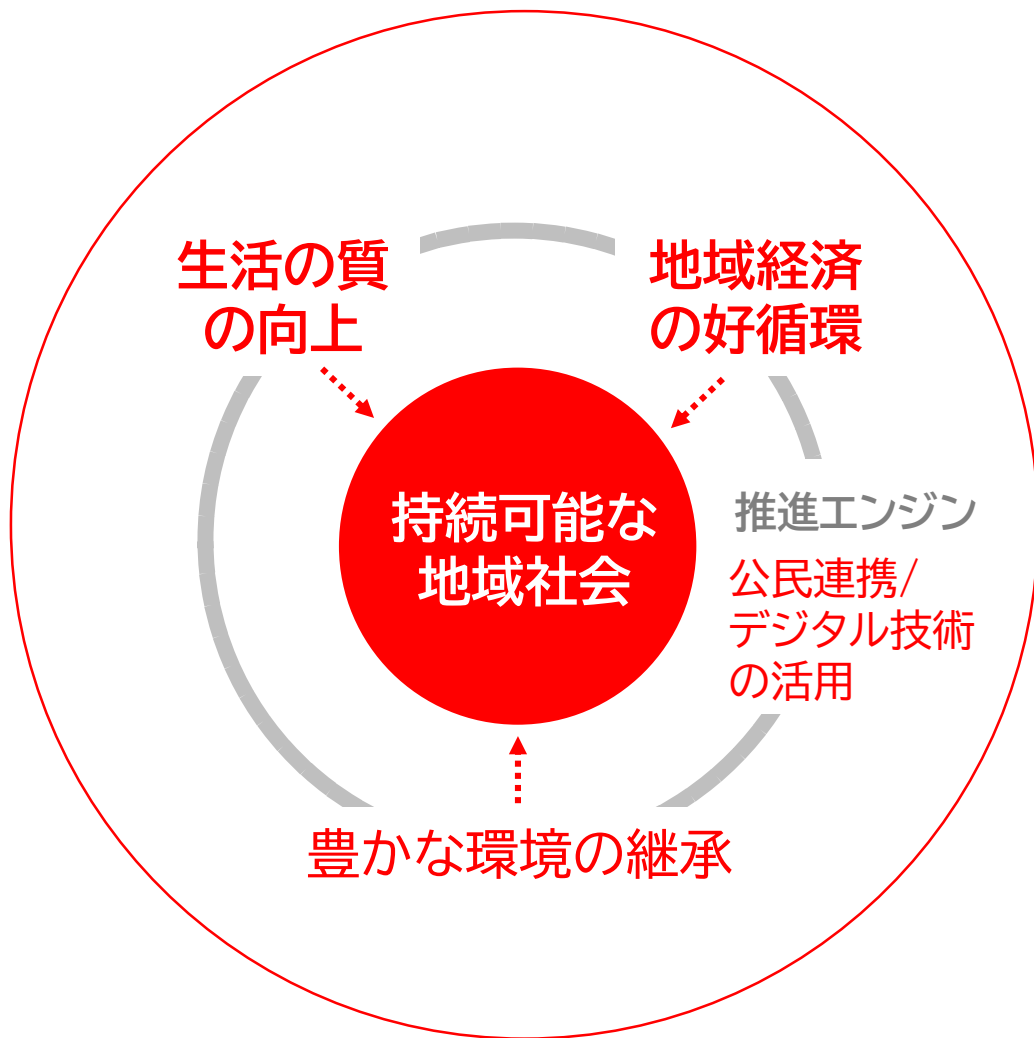 生活の質
の向上
地域経済
の好循環
持続可能な
地域社会
推進エンジン
公民連携/
デジタル技術
の活用
豊かな環境の継承